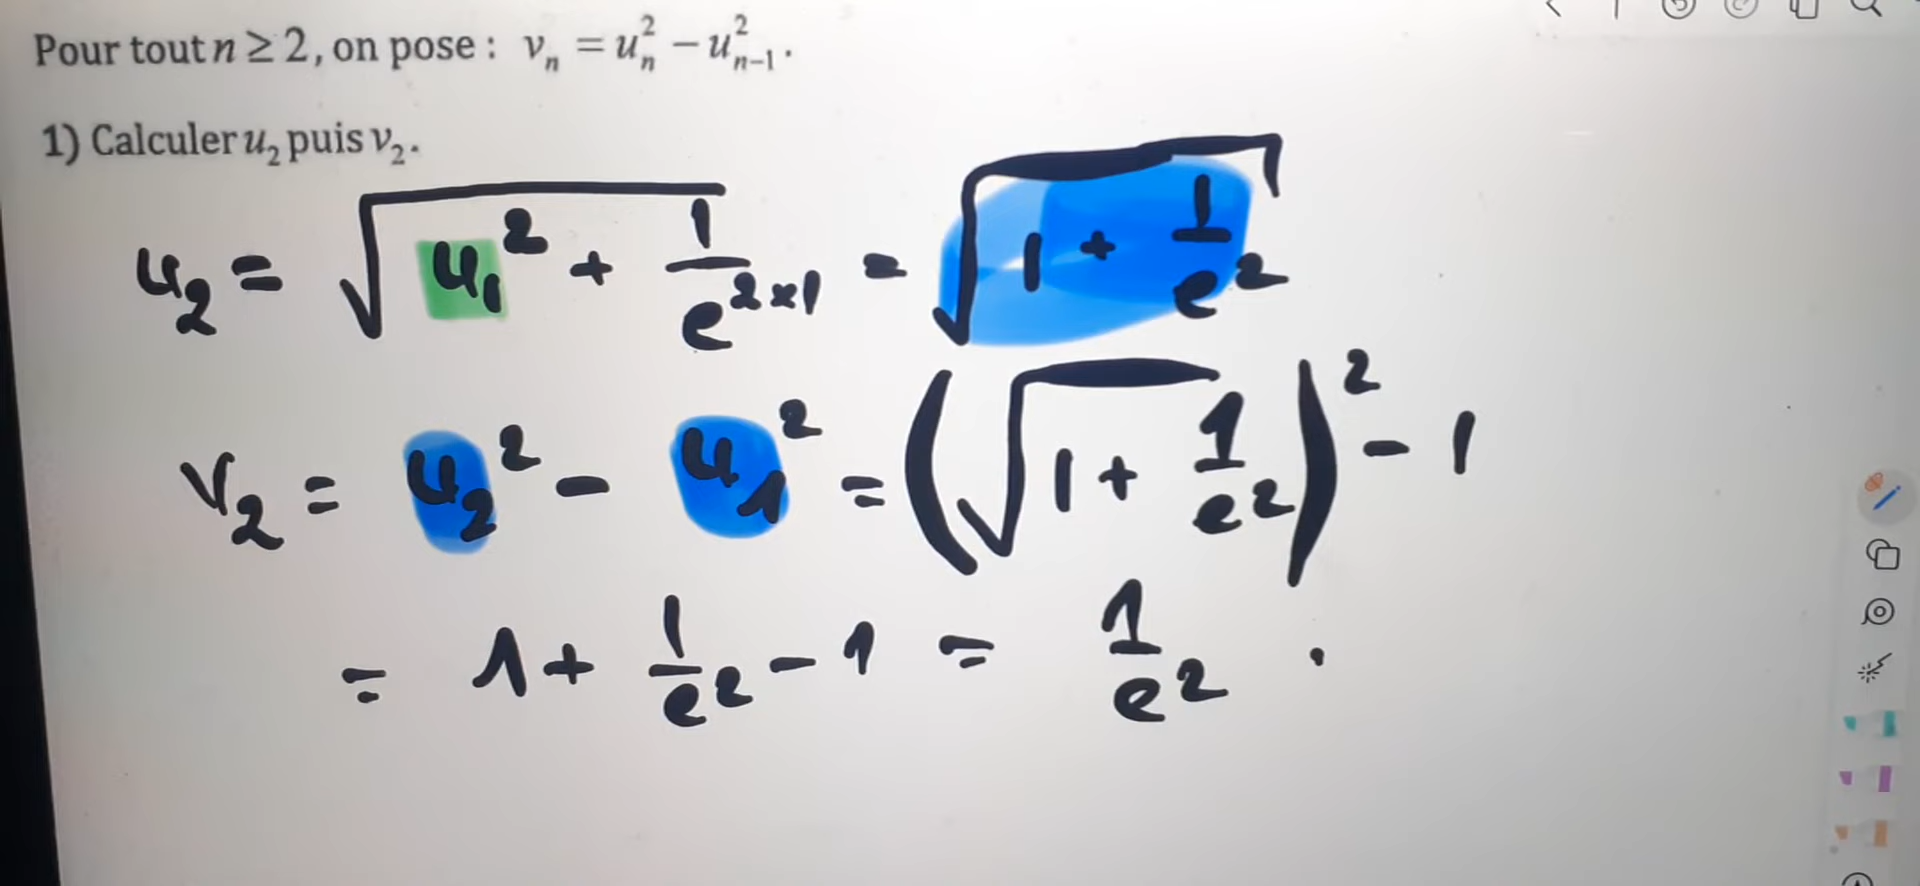 Pour tout n ≥ 2, on pose : vₙ = uₙ² − uₙ₋₁².
1) Calculer u₂ puis v₂.
u₂ = √(u₁² + 1/e^(2×1)) = √(1 + 1/e²)
v₂ = u₂² − u₁² = (√(1 + 1/e²))² − 1
= 1 + 1/e² − 1 = 1/e² .